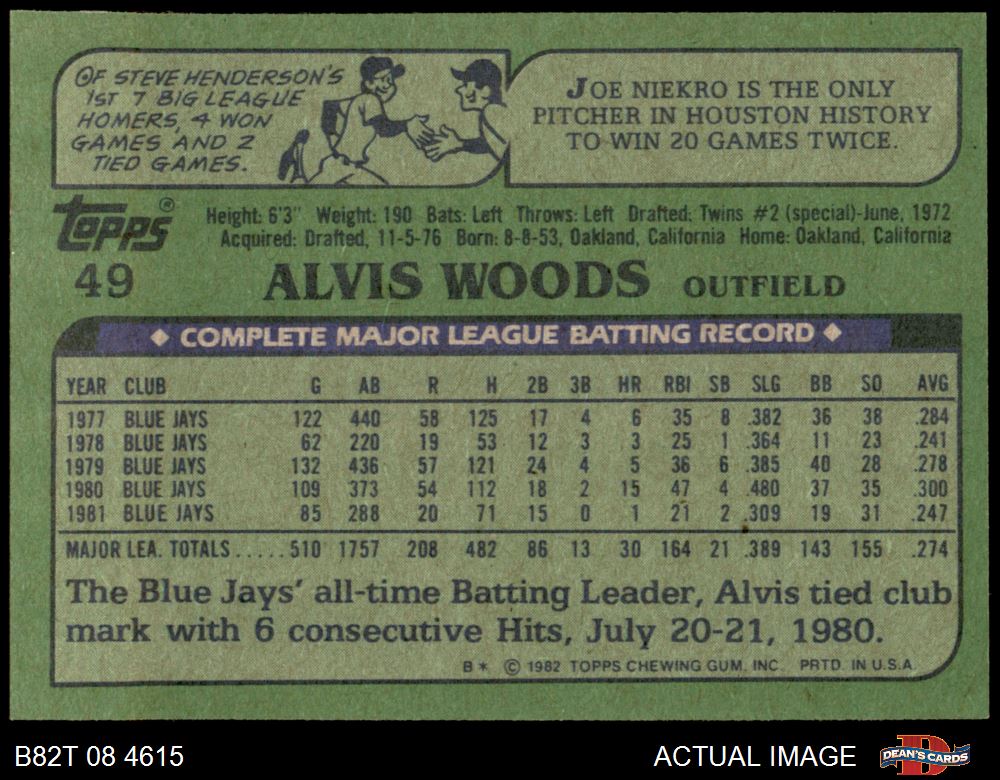 OF STEVE HENDERSON'S
1ST 7 BIG LEAGUE
HOMERS, 4 WON
GAMES AND 2
TIED GAMES.
JOE NIEKRO IS THE ONLY
PITCHER IN HOUSTON HISTORY
TO WIN 20 GAMES TWICE.
TOPPS®
Height: 6'3" Weight: 190 Bats: Left Throws: Left Drafted: Twins #2 (special)-June, 1972
Acquired: Drafted, 11-5-76 Born: 8-8-53, Oakland, California Home: Oakland, California
49 ALVIS WOODS OUTFIELD
◆ COMPLETE MAJOR LEAGUE BATTING RECORD ◆
YEAR CLUB G AB R H 2B 3B HR RBI SB SLG BB SO AVG
1977 BLUE JAYS 122 440 58 125 17 4 6 35 8 .382 36 38 .284
1978 BLUE JAYS 62 220 19 53 12 3 3 25 1 .364 11 23 .241
1979 BLUE JAYS 132 436 57 121 24 4 5 36 6 .385 40 28 .278
1980 BLUE JAYS 109 373 54 112 18 2 15 47 4 .480 37 35 .300
1981 BLUE JAYS 85 288 20 71 15 0 1 21 2 .309 19 31 .247
MAJOR LEA. TOTALS.....510 1757 208 482 86 13 30 164 21 .389 143 155 .274
The Blue Jays' all-time Batting Leader, Alvis tied club
mark with 6 consecutive Hits, July 20-21, 1980.
B* © 1982 TOPPS CHEWING GUM, INC. PRTD. IN U.S.A.
B82T 08 4615 ACTUAL IMAGE D DEAN'S CARDS